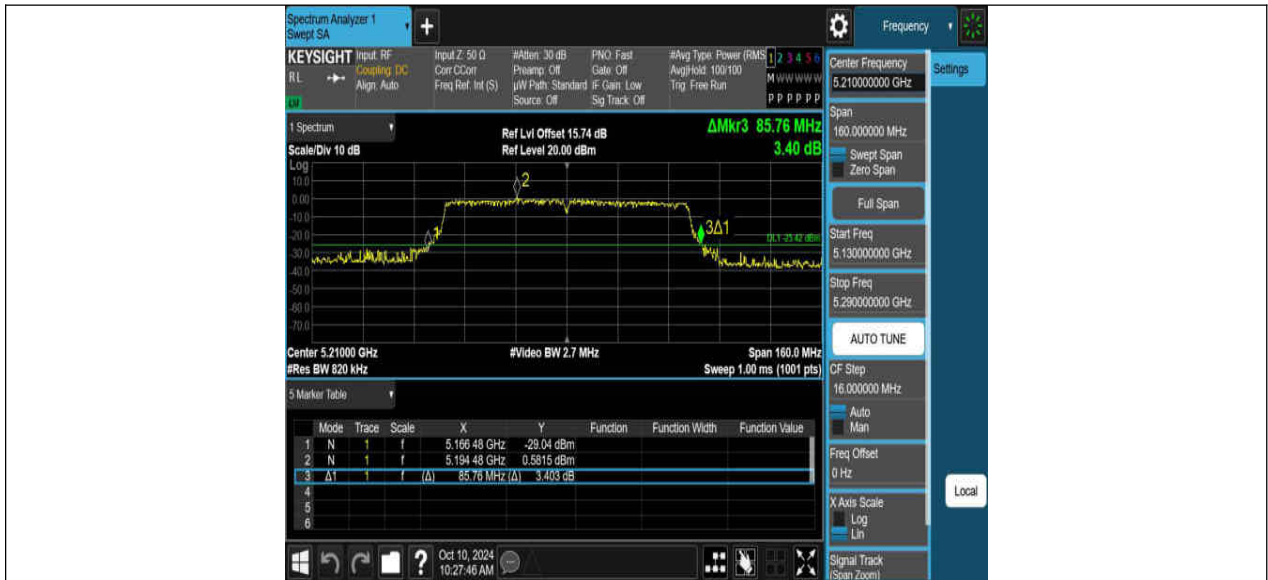 Spectrum Analyzer 1
Swept SA
+
Frequency
KEYSIGHT
RL
Input: RF
Coupling: DC
Align: Auto
Input Z: 50 Ω
Corr CCorr
Freq Ref: Int (S)
#Atten: 30 dB
Preamp: Off
µW Path: Standard
Source: Off
PNO: Fast
Gate: Off
IF Gain: Low
Sig Track: Off
#Avg Type: Power (RMS
Avg|Hold: 100/100
Trig: Free Run
1 2 3 4 5 6
M W W W W W
P P P P P P
Center Frequency
5.210000000 GHz
Settings
Span
160.000000 MHz
Swept Span
Zero Span
Full Span
Start Freq
5.130000000 GHz
Stop Freq
5.290000000 GHz
AUTO TUNE
CF Step
16.000000 MHz
Auto
Man
Freq Offset
0 Hz
X Axis Scale
Log
Lin
Signal Track
(Span Zoom)
Local
1 Spectrum
Scale/Div 10 dB
Ref Lvl Offset 15.74 dB
Ref Level 20.00 dBm
ΔMkr3 85.76 MHz
3.40 dB
Log
10.0
0.00
-10.0
-20.0
-30.0
-40.0
-50.0
-60.0
-70.0
2
1
3Δ1
DL1 -25.42 dBm
Center 5.21000 GHz
#Video BW 2.7 MHz
Span 160.0 MHz
#Res BW 820 kHz
Sweep 1.00 ms (1001 pts)
5 Marker Table
Mode Trace Scale X Y Function Function Width Function Value
1 N 1 f 5.166 48 GHz -29.04 dBm
2 N 1 f 5.194 48 GHz 0.5815 dBm
3 Δ1 1 f (Δ) 85.76 MHz (Δ) 3.403 dB
4
5
6
?
Oct 10, 2024
10:27:46 AM